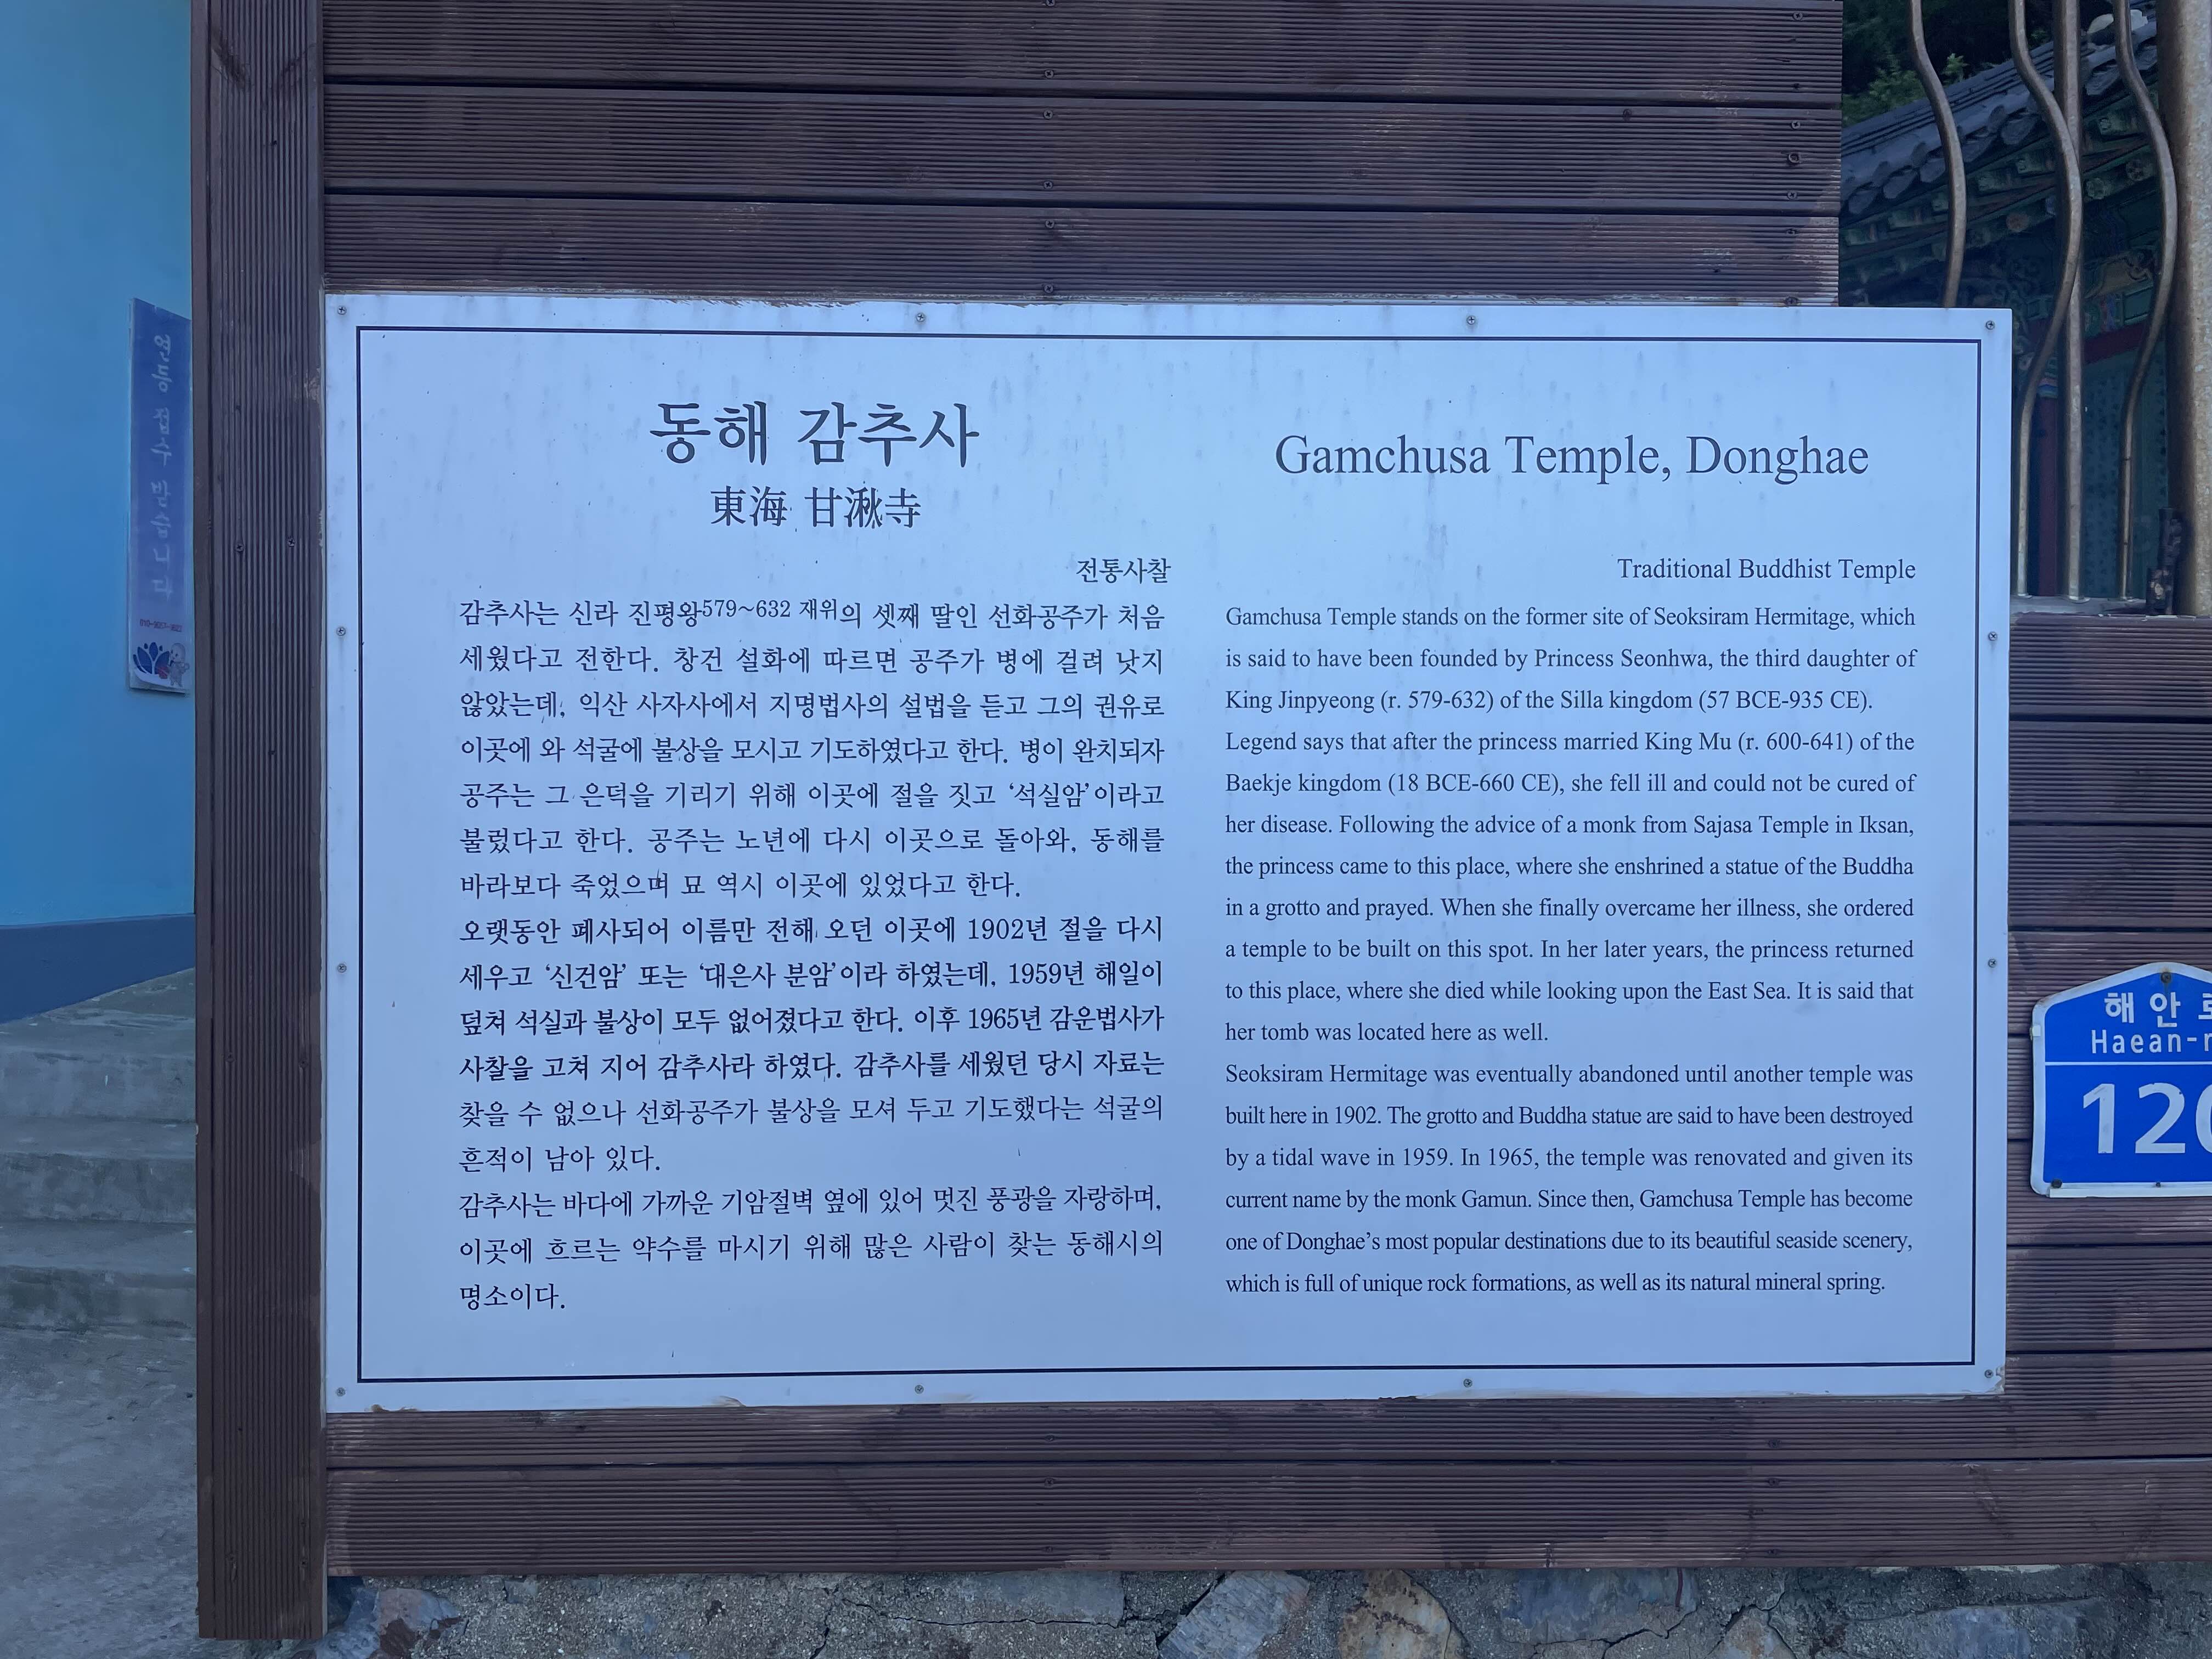 연등 접수 받습니다
동해 감추사
東海 甘湫寺
전통사찰
감추사는 신라 진평왕579~632 재위의 셋째 딸인 선화공주가 처음
세웠다고 전한다. 창건 설화에 따르면 공주가 병에 걸려 낫지
않았는데, 익산 사자사에서 지명법사의 설법을 듣고 그의 권유로
이곳에 와 석굴에 불상을 모시고 기도하였다고 한다. 병이 완치되자
공주는 그 은덕을 기리기 위해 이곳에 절을 짓고 ‘석실암’이라고
불렀다고 한다. 공주는 노년에 다시 이곳으로 돌아와, 동해를
바라보다 죽었으며 묘 역시 이곳에 있었다고 한다.
오랫동안 폐사되어 이름만 전해 오던 이곳에 1902년 절을 다시
세우고 ‘신건암’ 또는 ‘대은사 분암’이라 하였는데, 1959년 해일이
덮쳐 석실과 불상이 모두 없어졌다고 한다. 이후 1965년 감운법사가
사찰을 고쳐 지어 감추사라 하였다. 감추사를 세웠던 당시 자료는
찾을 수 없으나 선화공주가 불상을 모셔 두고 기도했다는 석굴의
흔적이 남아 있다.
감추사는 바다에 가까운 기암절벽 옆에 있어 멋진 풍광을 자랑하며,
이곳에 흐르는 약수를 마시기 위해 많은 사람이 찾는 동해시의
명소이다.
Gamchusa Temple, Donghae
Traditional Buddhist Temple
Gamchusa Temple stands on the former site of Seoksiram Hermitage, which
is said to have been founded by Princess Seonhwa, the third daughter of
King Jinpyeong (r. 579-632) of the Silla kingdom (57 BCE-935 CE).
Legend says that after the princess married King Mu (r. 600-641) of the
Baekje kingdom (18 BCE-660 CE), she fell ill and could not be cured of
her disease. Following the advice of a monk from Sajasa Temple in Iksan,
the princess came to this place, where she enshrined a statue of the Buddha
in a grotto and prayed. When she finally overcame her illness, she ordered
a temple to be built on this spot. In her later years, the princess returned
to this place, where she died while looking upon the East Sea. It is said that
her tomb was located here as well.
Seoksiram Hermitage was eventually abandoned until another temple was
built here in 1902. The grotto and Buddha statue are said to have been destroyed
by a tidal wave in 1959. In 1965, the temple was renovated and given its
current name by the monk Gamun. Since then, Gamchusa Temple has become
one of Donghae’s most popular destinations due to its beautiful seaside scenery,
which is full of unique rock formations, as well as its natural mineral spring.
해안
Haean-
120